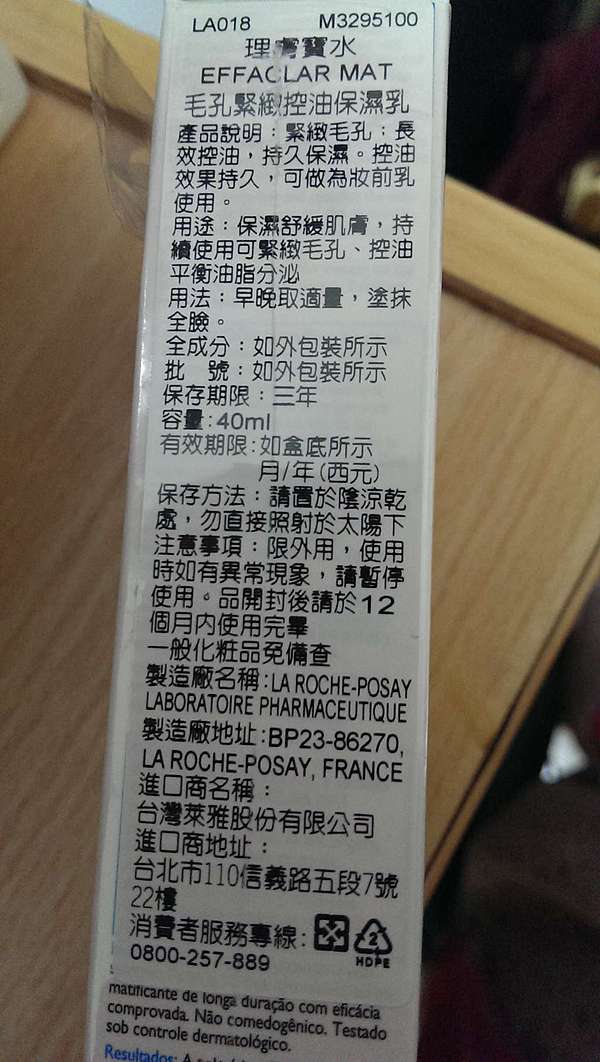 LA018 M3295100
理膚寶水
EFFACLAR MAT
毛孔緊緻控油保濕乳
產品說明：緊緻毛孔；長
效控油，持久保濕。控油
效果持久，可做為妝前乳
使用。
用途：保濕舒緩肌膚，持
續使用可緊緻毛孔、控油
平衡油脂分泌
用法：早晚取適量，塗抹
全臉。
全成分：如外包裝所示
批 號：如外包裝所示
保存期限：三年
容量:40ml
有效期限:如盒底所示
月/年(西元)
保存方法：請置於陰涼乾
處，勿直接照射於太陽下
注意事項：限外用，使用
時如有異常現象，請暫停
使用。品開封後請於12
個月內使用完畢
一般化粧品免備查
製造廠名稱:LA ROCHE-POSAY
LABORATOIRE PHARMACEUTIQUE
製造廠地址:BP23-86270,
LA ROCHE-POSAY, FRANCE
進口商名稱：
台灣萊雅股份有限公司
進口商地址：
台北市110信義路五段7號
22樓
消費者服務專線:
0800-257-889
2
HDPE
matificante de longa duração com eficácia
comprovada. Não comedogênico. Testado
sob controle dermatológico.
Resultados: